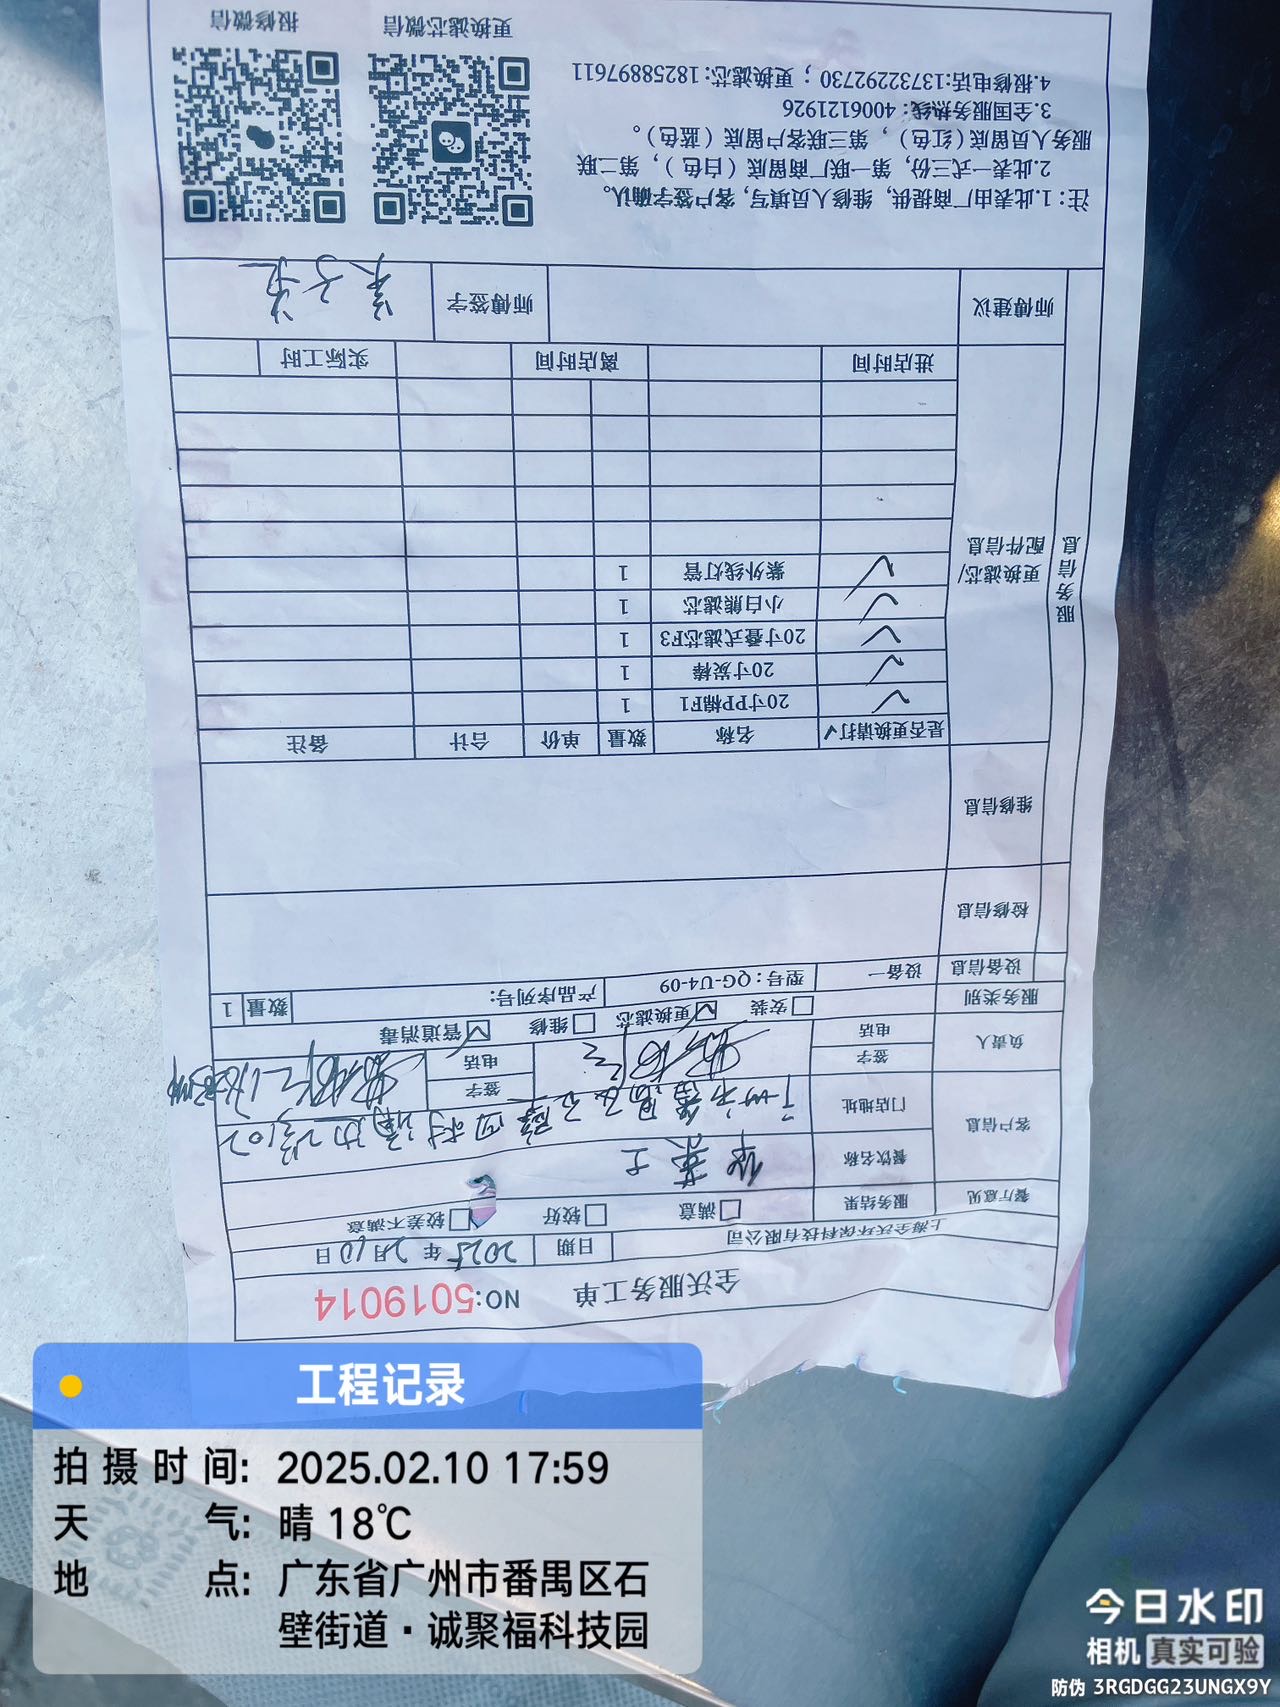 全沃服务工单 NO:5019014
上海全沃环保科技有限公司 日期 2025年2月10日
餐厅意见 服务结果 满意 较好 较差不满意
客户信息 餐饮名称
门店地址
负责人 签字 签字
电话 电话
服务类别 安装 更换滤芯 维修 管道消毒
设备信息 设备一 型号:QG-U4-09 产品序列号: 数量 1
服务信息
检修信息
维修信息
更换滤芯/配件信息
是否更换请打√ 名称 数量 单价 合计 备注
√ 20寸PP棉F1 1
√ 20寸炭棒 1
√ 20寸叠式滤芯F3 1
√ 小白熊滤芯 1
√ 紫外线灯管 1
进店时间 离店时间 实际工时
师傅建议 师傅签字
注:1.此表由厂商提供,维修人员填写,客户签字确认。
2.此表一式三份,第一联厂商留底(白色),第二联
服务人员留底(红色),第三联客户留底(蓝色)。
3.全国服务热线:4006121926
4.报修电话:13732292730;更换滤芯:18258897611
更换滤芯微信 报修微信
工程记录
拍摄时间: 2025.02.10 17:59
天气: 晴 18℃
地点: 广东省广州市番禺区石
壁街道·诚聚福科技园
今日水印
相机 真实可验
防伪 3RGDGG23UNGX9Y